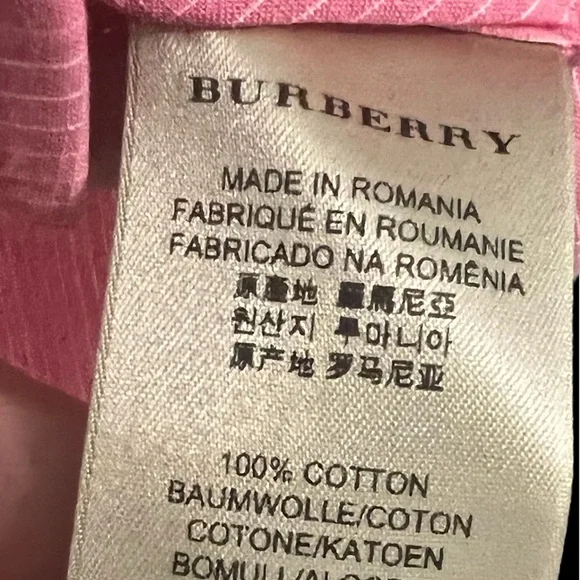 BURBERRY
MADE IN ROMANIA
FABRIQUÉ EN ROUMANIE
FABRICADO NA ROMÊNIA
原產地 羅馬尼亞
원산지 루마니아
原产地 罗马尼亚
100% COTTON
BAUMWOLLE/COTON
COTONE/KATOEN